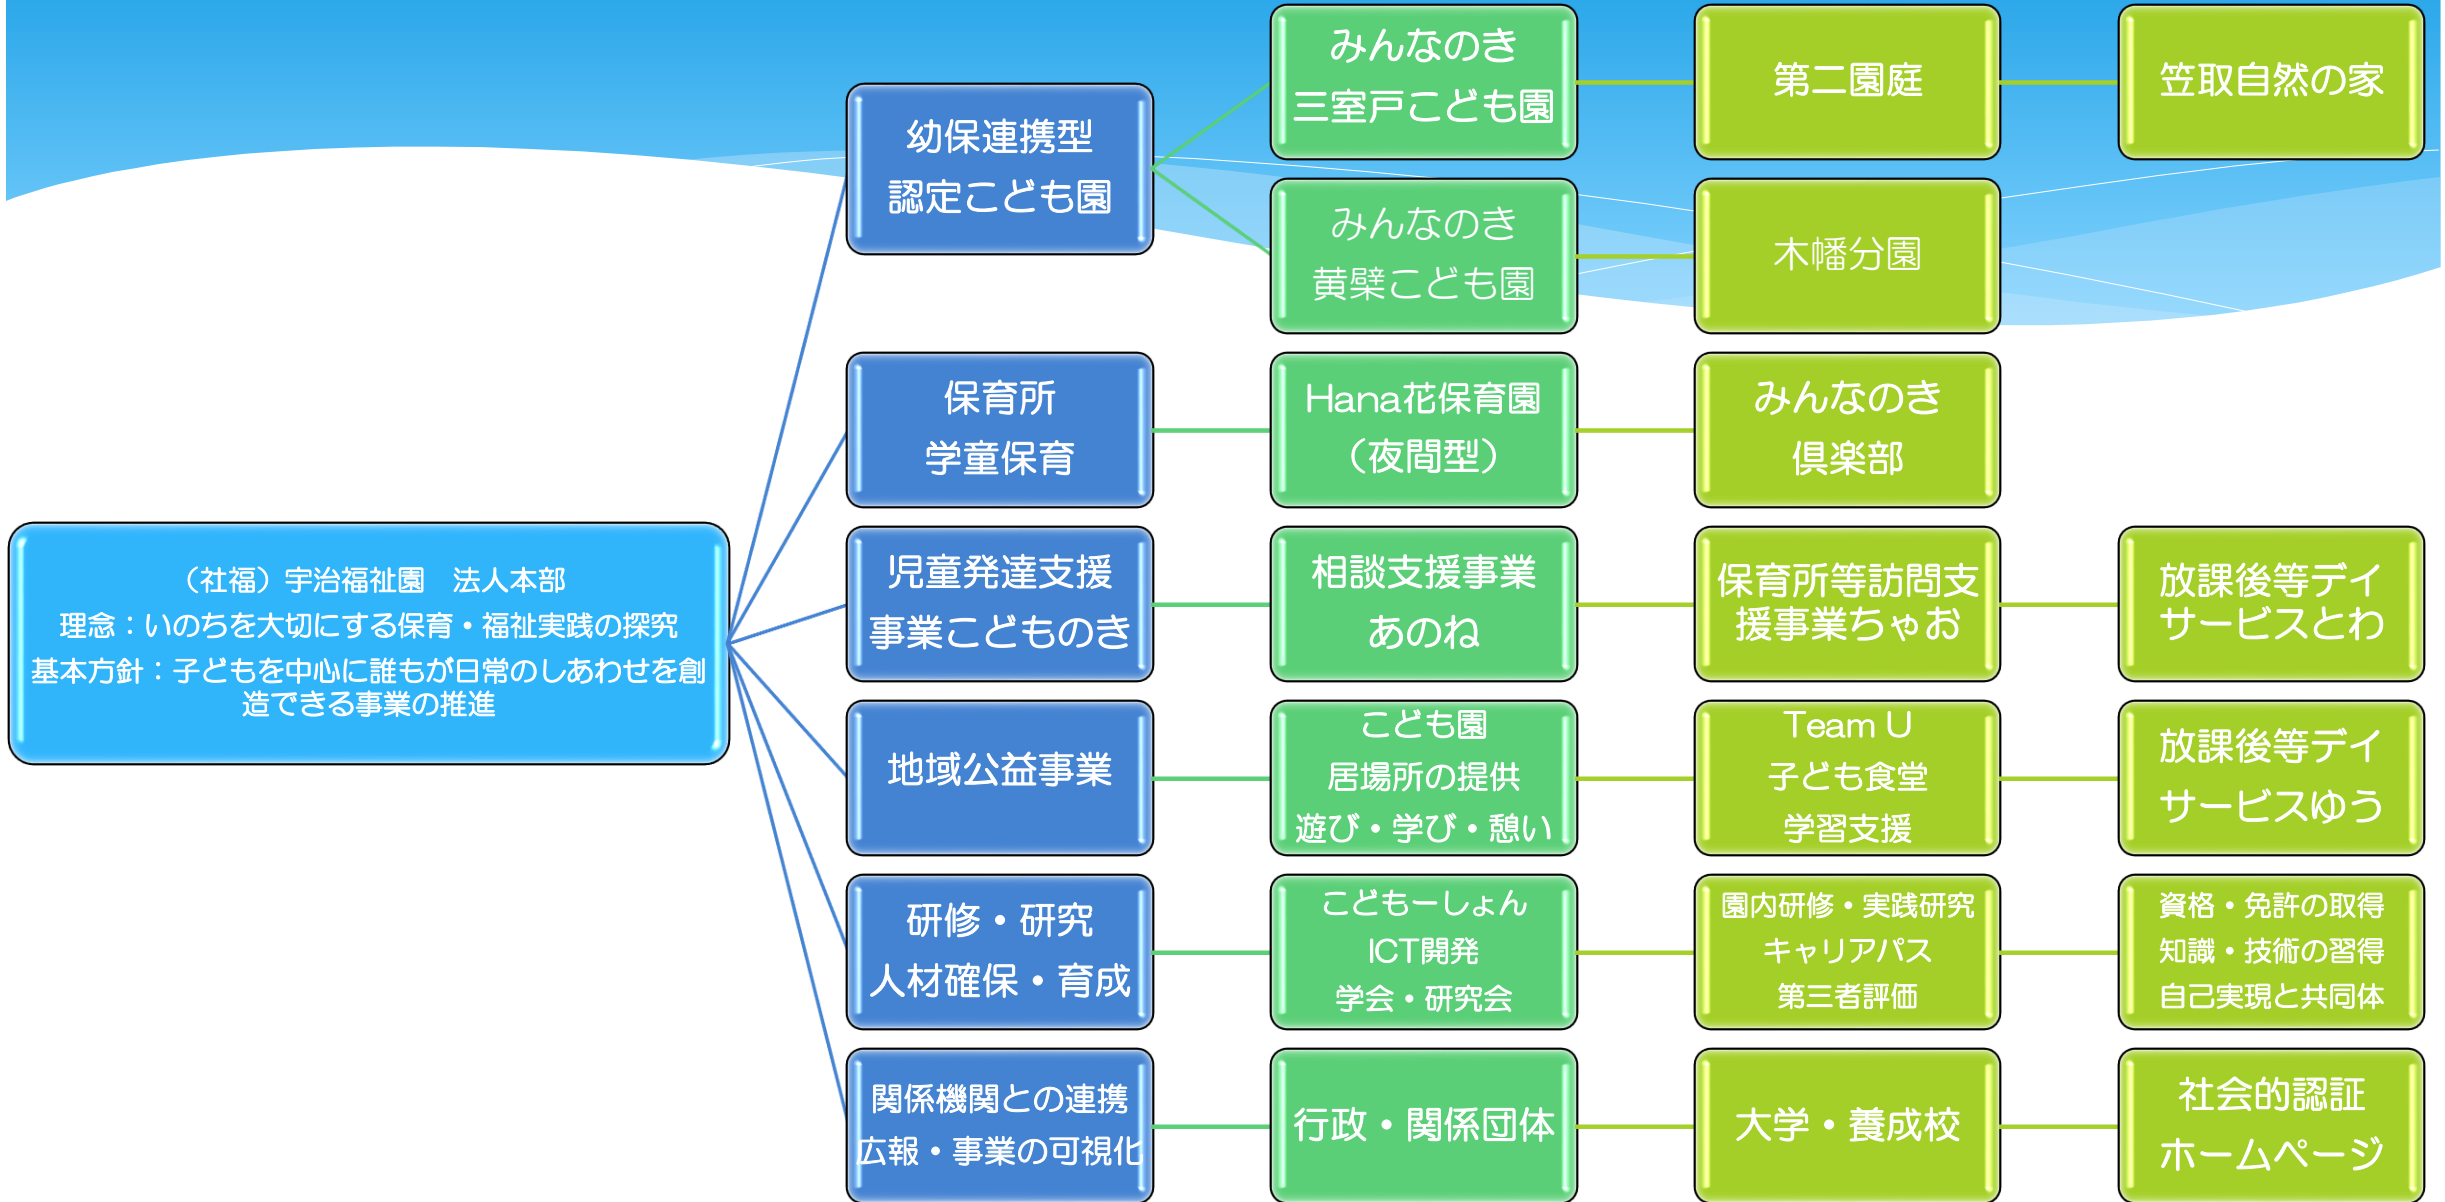 （社福）宇治福祉園　法人本部
理念：いのちを大切にする保育・福祉実践の探究
基本方針：子どもを中心に誰もが日常のしあわせを創
造できる事業の推進
幼保連携型
認定こども園
みんなのき
三室戸こども園
第二園庭
笠取自然の家
みんなのき
黄檗こども園
木幡分園
保育所
学童保育
Hana花保育園
（夜間型）
みんなのき
倶楽部
児童発達支援
事業こどものき
相談支援事業
あのね
保育所等訪問支
援事業ちゃお
放課後等デイ
サービスとわ
地域公益事業
こども園
居場所の提供
遊び・学び・憩い
Team U
子ども食堂
学習支援
放課後等デイ
サービスゆう
研修・研究
人材確保・育成
こどもーしょん
ICT開発
学会・研究会
園内研修・実践研究
キャリアパス
第三者評価
資格・免許の取得
知識・技術の習得
自己実現と共同体
関係機関との連携
広報・事業の可視化
行政・関係団体
大学・養成校
社会的認証
ホームページ